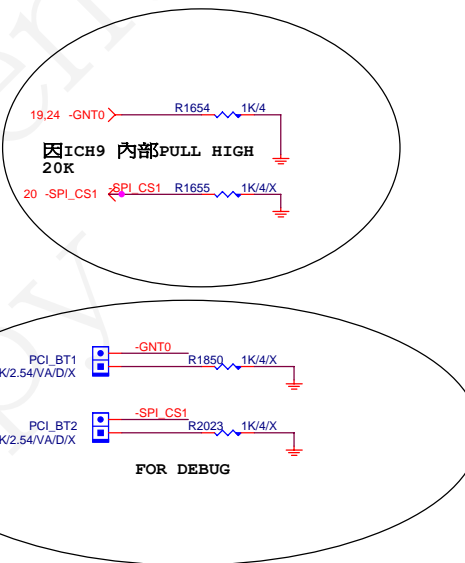 19,24 -GNT0 R1654 1K/4
因ICH9 內部PULL HIGH
20K
20 -SPI_CS1 -SPI_CS1 R1655 1K/4/X
PCI_BT1 -GNT0
K/2.54/VA/D/X R1850 1K/4/X
PCI_BT2 -SPI_CS1
K/2.54/VA/D/X R2023 1K/4/X
FOR DEBUG